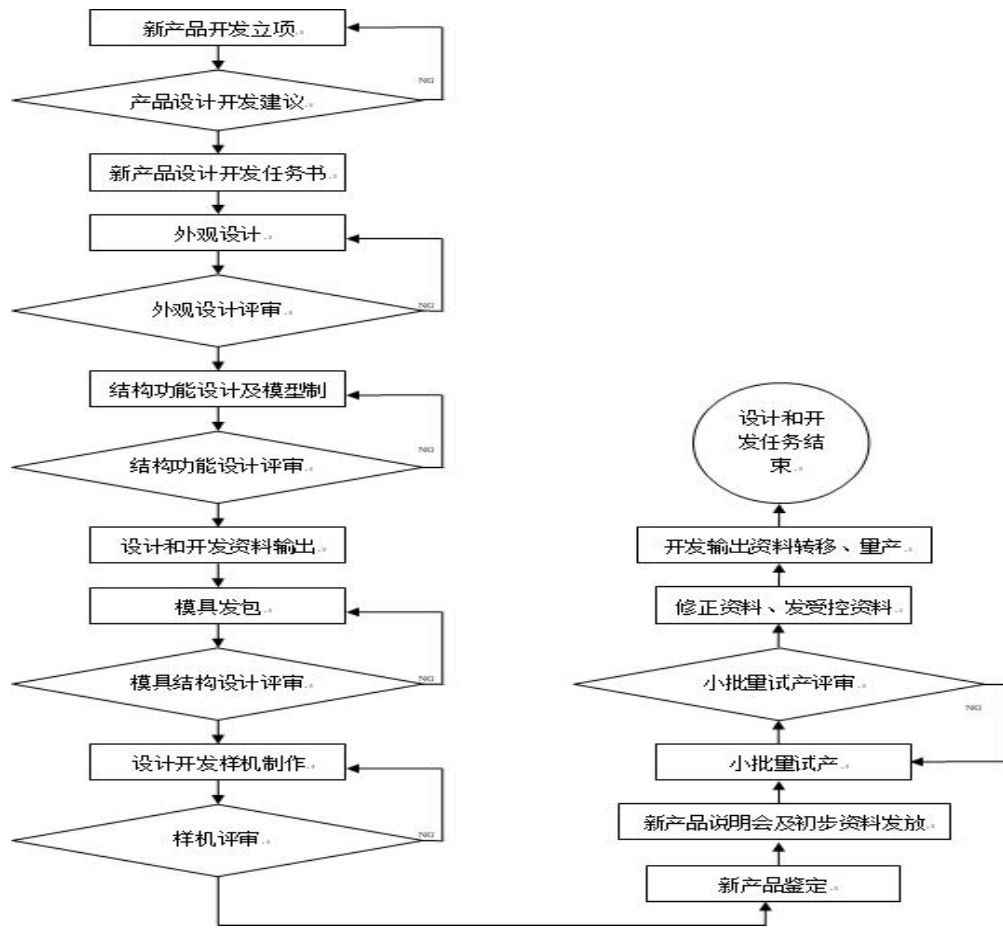 新产品开发立项
NG
产品设计开发建议
新产品设计开发任务书
外观设计
外观设计评审
NG
结构功能设计及模型制
结构功能设计评审
NG
设计和开发资料输出
模具发包
模具结构设计评审
NG
设计开发样机制作
样机评审
NG
设计和开
发任务结
束
开发输出资料转移、量产
修正资料、发受控资料
小批量试产评审
NG
小批量试产
新产品说明会及初步资料发放
新产品鉴定